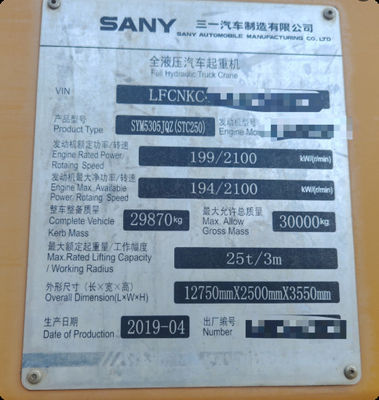 SANY 三一汽车制造有限公司
SANY AUTOMOBILE MANUFACTURING CO., LTD
全液压汽车起重机
Full Hydraulic Truck Crane
VIN LFCNKC
产品型号 发动机型号
Product Type SYM5305JQZ(STC250) Engine
发动机额定功率/转速
Engine Rated Power/ 199/2100 kW/(r/min)
Rotaing Speed
发动机最大净功率/转速
Engine Max. Available 194/2100 kW/(r/min)
Power, Rotaing Speed
整车整备质量 最大允许总质量
Complete Vehicle 29870kg Max. Allow 30000kg
Kerb Mass Gross Mass
最大额定起重量/工作幅度
Max.Rated Lifting Capacity 25t/3m
/ Working Radius
外形尺寸(长×宽×高)
Overall Dimension(L×W×H) 12750mmX2500mmX3550mm
生产日期 2019-04 出厂编号
Date of Production Number